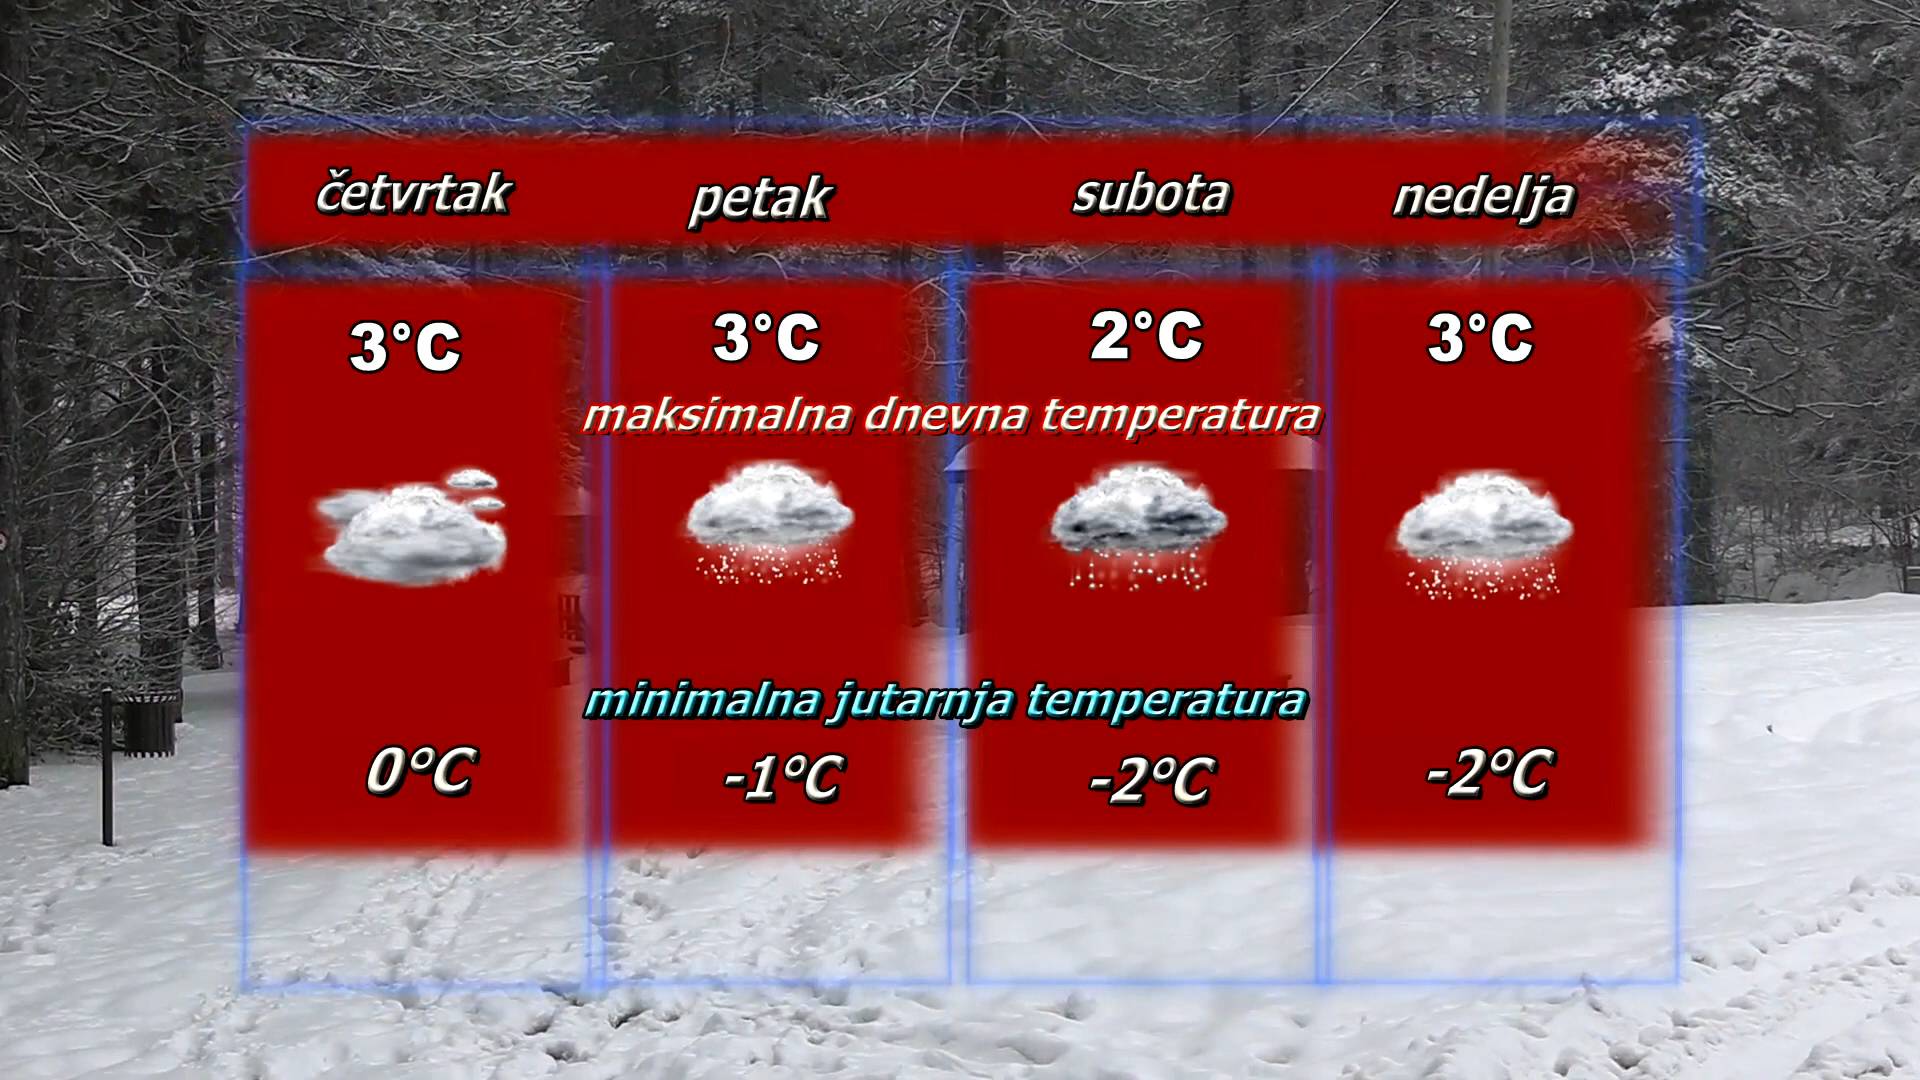 četvrtak petak subota nedelja
3°C 3°C 2°C 3°C
maksimalna dnevna temperatura
minimalna jutarnja temperatura
0°C -1°C -2°C -2°C